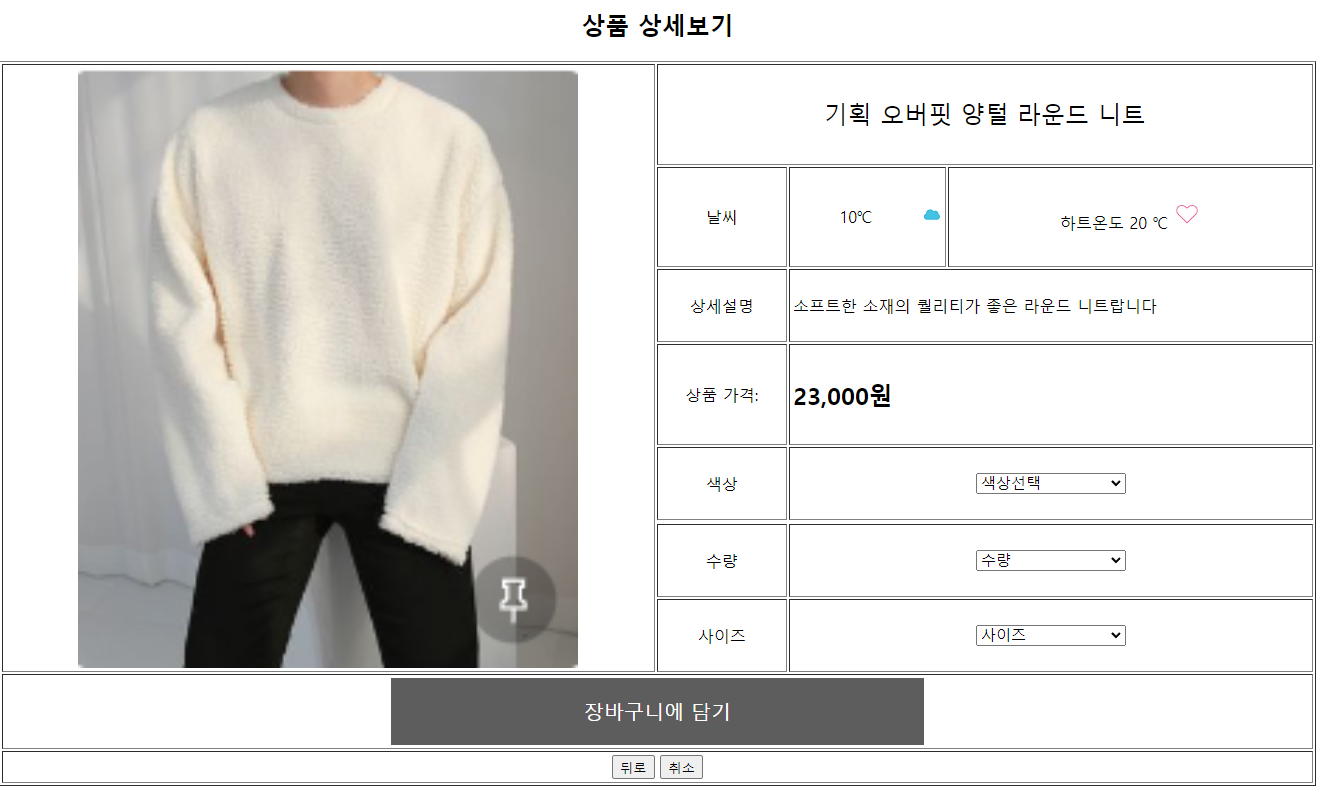 상품 상세보기
기획 오버핏 양털 라운드 니트
날씨
10℃
하트온도 20 ℃
상세설명
소프트한 소재의 퀄리티가 좋은 라운드 니트랍니다
상품 가격:
23,000원
색상
색상선택
수량
수량
사이즈
사이즈
장바구니에 담기
뒤로 취소